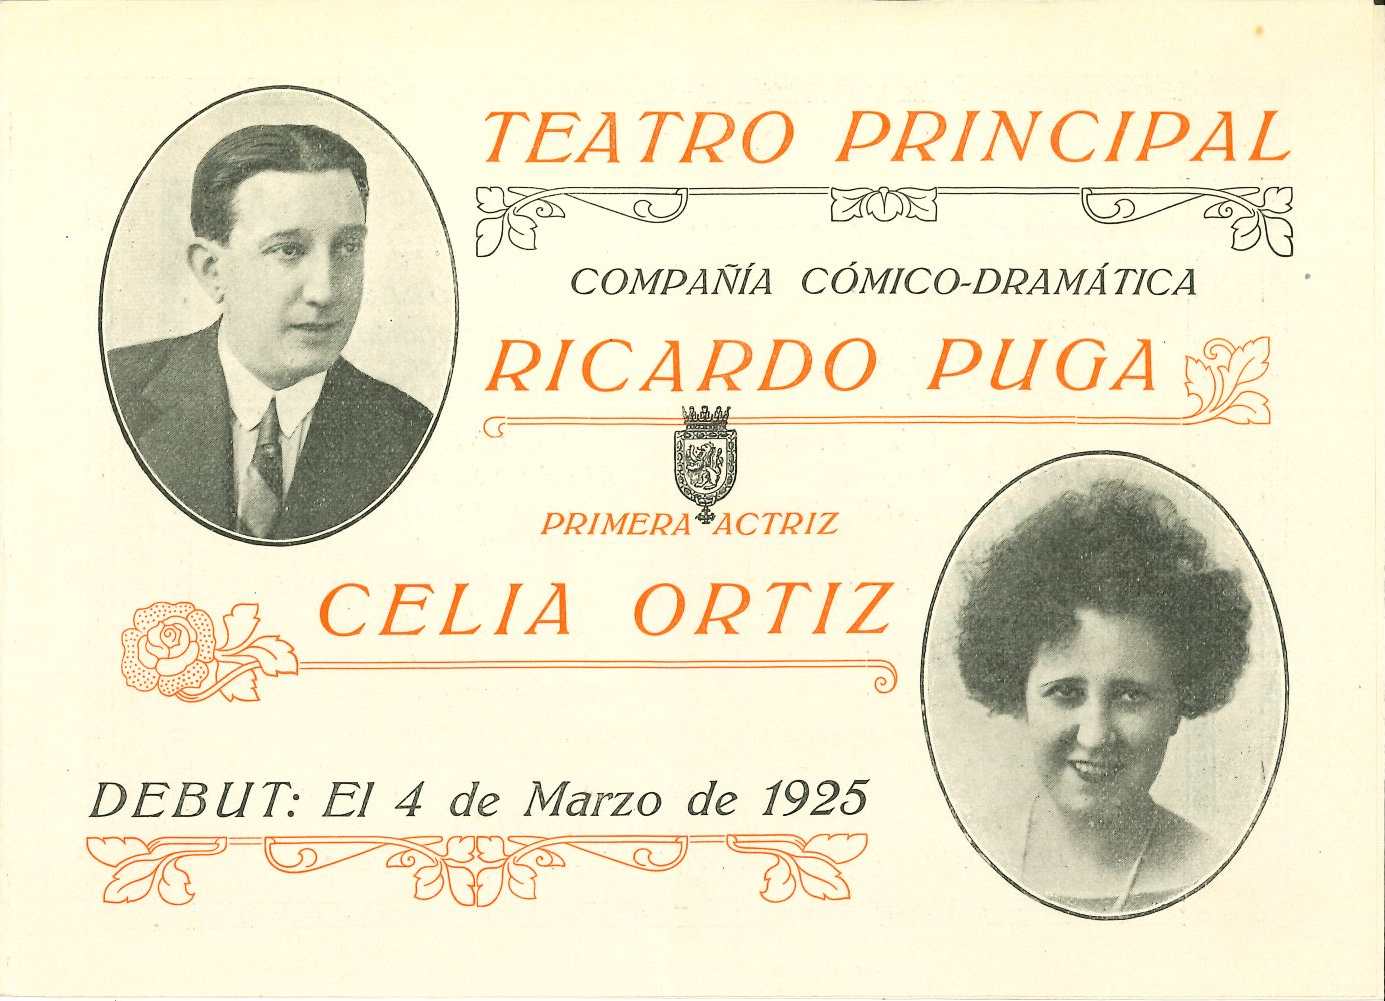 TEATRO PRINCIPAL
COMPAÑÍA CÓMICO-DRAMÁTICA
RICARDO PUGA
PRIMERA ACTRIZ
CELIA ORTIZ
DEBUT: El 4 de Marzo de 1925